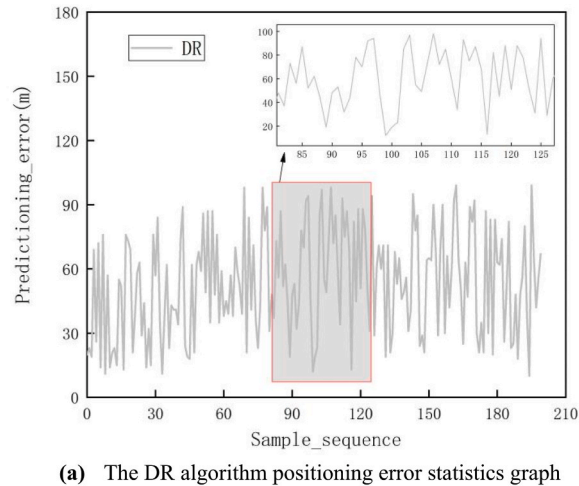 180
150
120
90
60
30
0
Predictioning_error(m)
DR
100
80
60
40
20
85 90 95 100 105 110 115 120 125
0 30 60 90 120 150 180 210
Sample_sequence
(a) The DR algorithm positioning error statistics graph